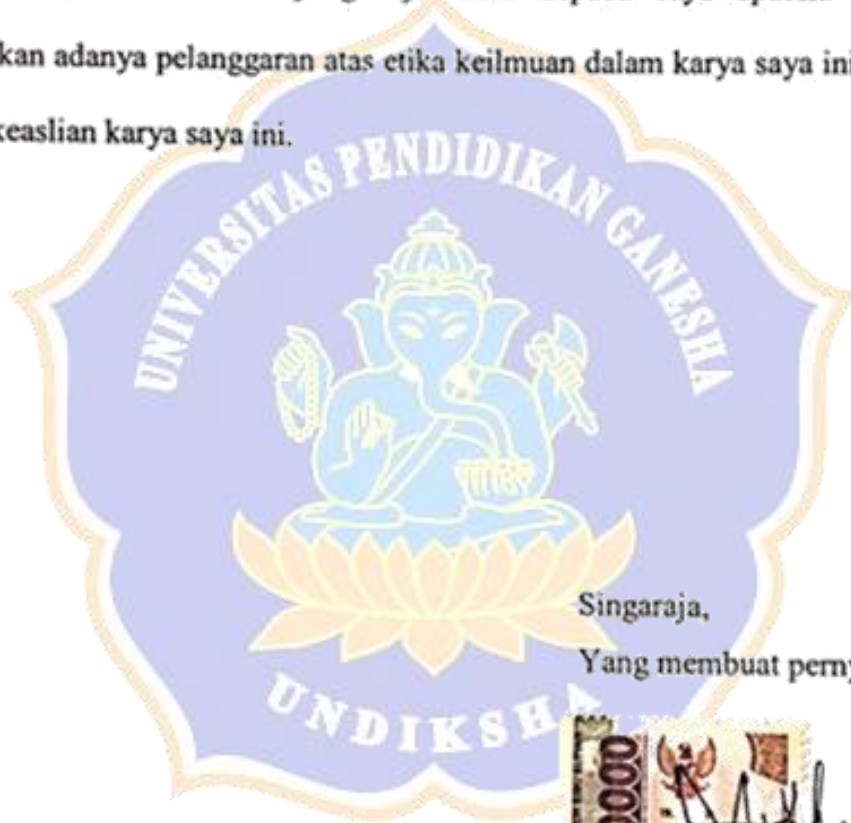 kan adanya pelanggaran atas etika keilmuan dalam karya saya ini
keaslian karya saya ini.
UNIVERSITAS PENDIDIKAN GANESHA
UNDIKSHA
Singaraja,
Yang membuat perny
000